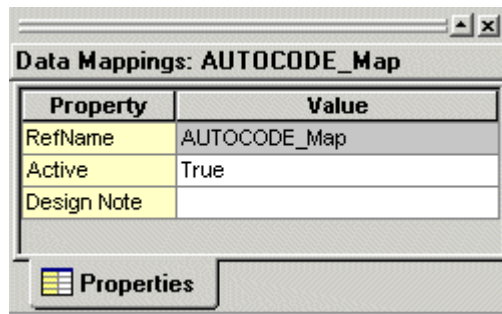 Data Mappings: AUTOCODE_Map
Property Value
RefName AUTOCODE_Map
Active True
Design Note
Properties